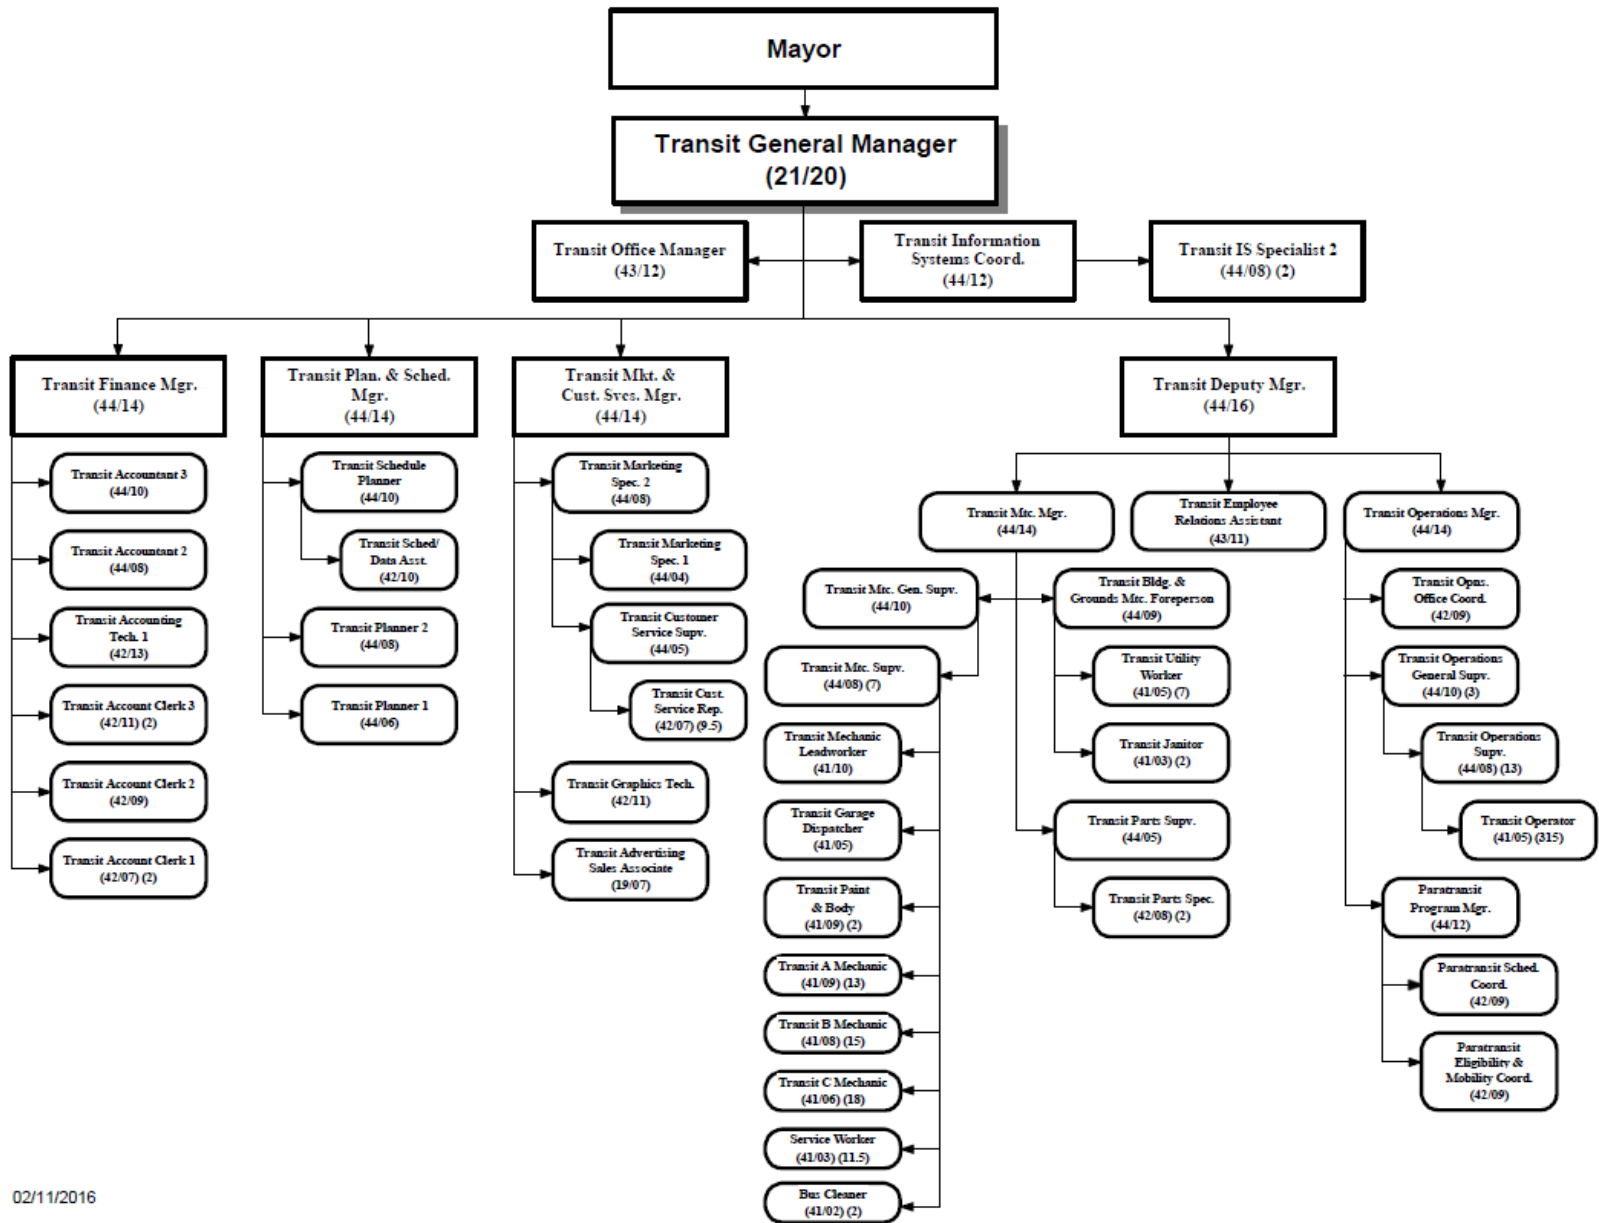 Mayor
Transit General Manager
(21/20)
Transit Office Manager
(43/12)
Transit Information
Systems Coord.
(44/12)
Transit IS Specialist 2
(44/08) (2)
Transit Finance Mgr.
(44/14)
Transit Plan. & Sched.
Mgr.
(44/14)
Transit Mkt. &
Cust. Svcs. Mgr.
(44/14)
Transit Deputy Mgr.
(44/16)
Transit Accountant 3
(44/10)
Transit Accountant 2
(44/08)
Transit Accounting
Tech. 1
(42/13)
Transit Account Clerk 3
(42/11) (2)
Transit Account Clerk 2
(42/09)
Transit Account Clerk 1
(42/07) (2)
Transit Schedule
Planner
(44/10)
Transit Sched/
Data Asst.
(42/10)
Transit Planner 2
(44/08)
Transit Planner 1
(44/06)
Transit Marketing
Spec. 2
(44/08)
Transit Marketing
Spec. 1
(44/04)
Transit Customer
Service Supv.
(44/05)
Transit Cust.
Service Rep.
(42/07) (9.5)
Transit Graphics Tech.
(42/11)
Transit Advertising
Sales Associate
(19/07)
Transit Mtc. Mgr.
(44/14)
Transit Employee
Relations Assistant
(43/11)
Transit Operations Mgr.
(44/14)
Transit Mtc. Gen. Supv.
(44/10)
Transit Mtc. Supv.
(44/08) (7)
Transit Mechanic
Leadworker
(41/10)
Transit Garage
Dispatcher
(41/05)
Transit Paint
& Body
(41/09) (2)
Transit A Mechanic
(41/09) (13)
Transit B Mechanic
(41/08) (15)
Transit C Mechanic
(41/06) (18)
Service Worker
(41/03) (11.5)
Bus Cleaner
(41/02) (2)
Transit Bldg. &
Grounds Mtc. Foreperson
(44/09)
Transit Utility
Worker
(41/05) (7)
Transit Janitor
(41/03) (2)
Transit Parts Supv.
(44/05)
Transit Parts Spec.
(42/08) (2)
Transit Opns.
Office Coord.
(42/09)
Transit Operations
General Supv.
(44/10) (3)
Transit Operations
Supv.
(44/08) (13)
Transit Operator
(41/05) (315)
Paratransit
Program Mgr.
(44/12)
Paratransit Sched.
Coord.
(42/09)
Paratransit
Eligibility &
Mobility Coord.
(42/09)
02/11/2016